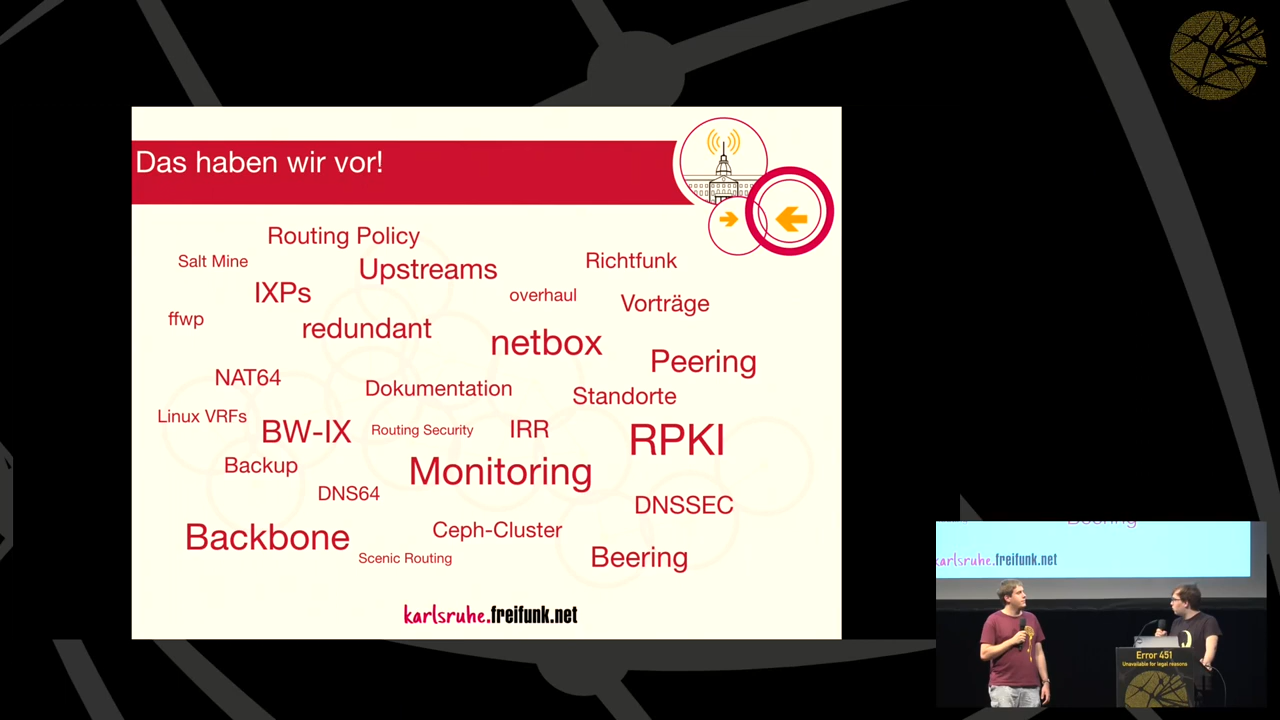 Das haben wir vor!
Routing Policy
Salt Mine
Upstreams
Richtfunk
IXPs
overhaul
Vorträge
ffwp
redundant
netbox
Peering
NAT64
Dokumentation
Standorte
Linux VRFs
BW-IX
Routing Security
IRR
RPKI
Backup
Monitoring
DNS64
DNSSEC
Backbone
Ceph-Cluster
Scenic Routing
Beering
karlsruhe.freifunk.net
Beering
karlsruhe.freifunk.net
Error 451
Unavailable for legal reasons